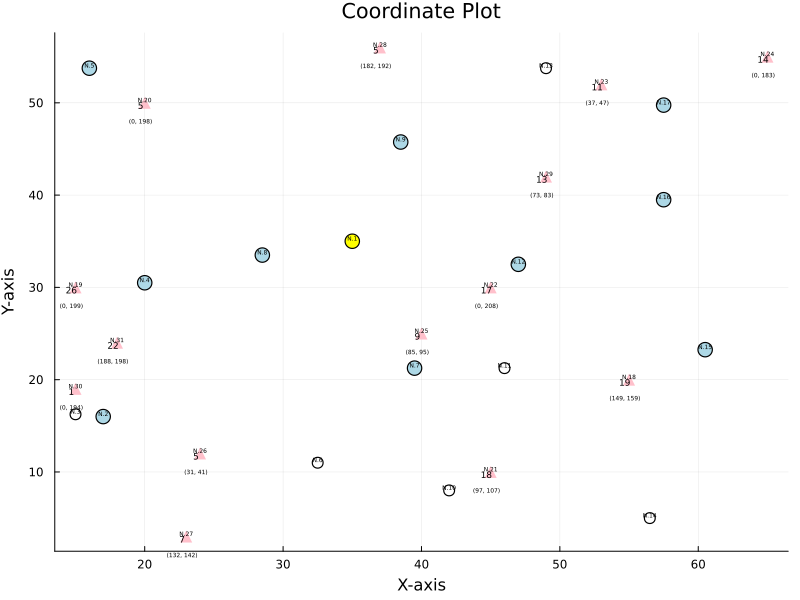 Coordinate Plot
N.28
5
(182, 192)
N.24
14
(0, 183)
N.5
N.13
N.23
11
(37, 47)
N.20
5
(0, 198)
N.17
50
N.9
N.29
13
(73, 83)
40
N.16
N.1
N.8
N.12
N.4
30
N.19
26
(0, 199)
N.22
17
(0, 208)
N.25
9
(85, 95)
N.31
22
(188, 198)
N.15
N.7
N.11
20
N.18
19
(149, 159)
N.30
1
(0, 194)
N.3
N.2
N.26
5
(31, 41)
N.6
10
N.21
18
(97, 107)
N.10
N.14
N.27
7
(132, 142)
20
30
40
50
60
X-axis
Y-axis